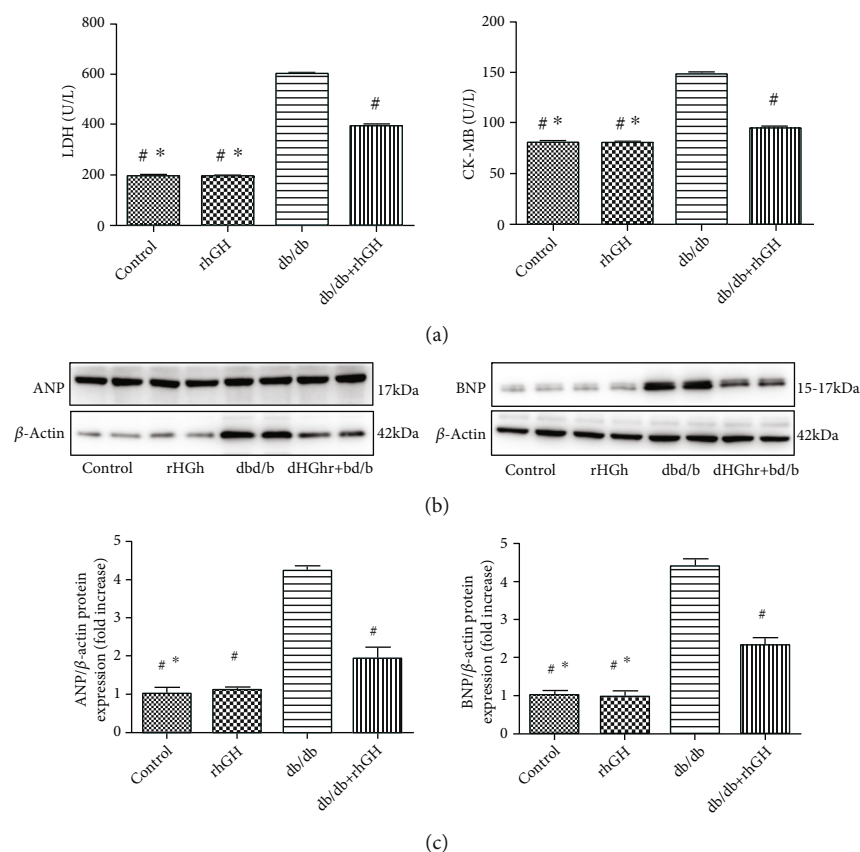 800
600
400
200
0
LDH (U/L)
# *
# *
#
Control
rhGH
db/db
db/db+rhGH
150
100
50
0
200
CK-MB (U/L)
# *
# *
#
Control
rhGH
db/db
db/db+rhGH
(a)
ANP
17kDa
β-Actin
42kDa
Control rHGh dbd/b dHGhr+bd/b
BNP
15-17kDa
β-Actin
42kDa
Control rHGh dbd/b dHGhr+bd/b
(b)
5
4
3
2
1
0
ANP/β-actin protein
expression (fold increase)
# *
#
#
Control
rhGH
db/db
db/db+rhGH
5
4
3
2
1
0
BNP/β-actin protein
expression (fold increase)
# *
# *
#
Control
rhGH
db/db
db/db+rhGH
(c)